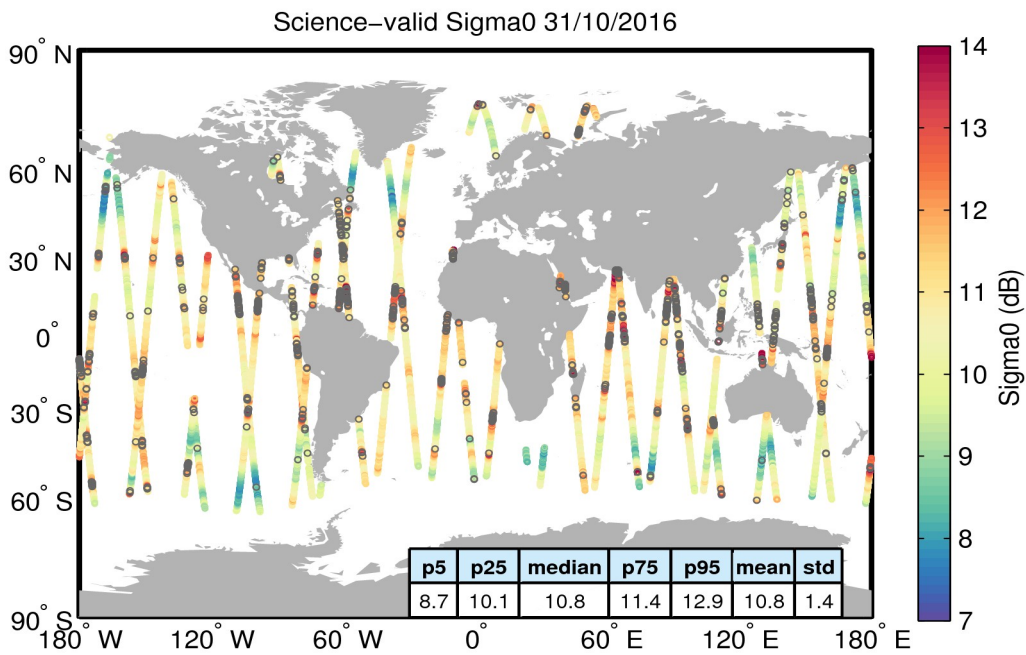 Science−valid Sigma0 31/10/2016
90° N
60° N
30° N
0°
30° S
60° S
90° S
180° W
120° W
60° W
0°
60° E
120° E
180° E
p5 p25 median p75 p95 mean std
8.7 10.1 10.8 11.4 12.9 10.8 1.4
14
13
12
11
10
9
8
7
Sigma0 (dB)